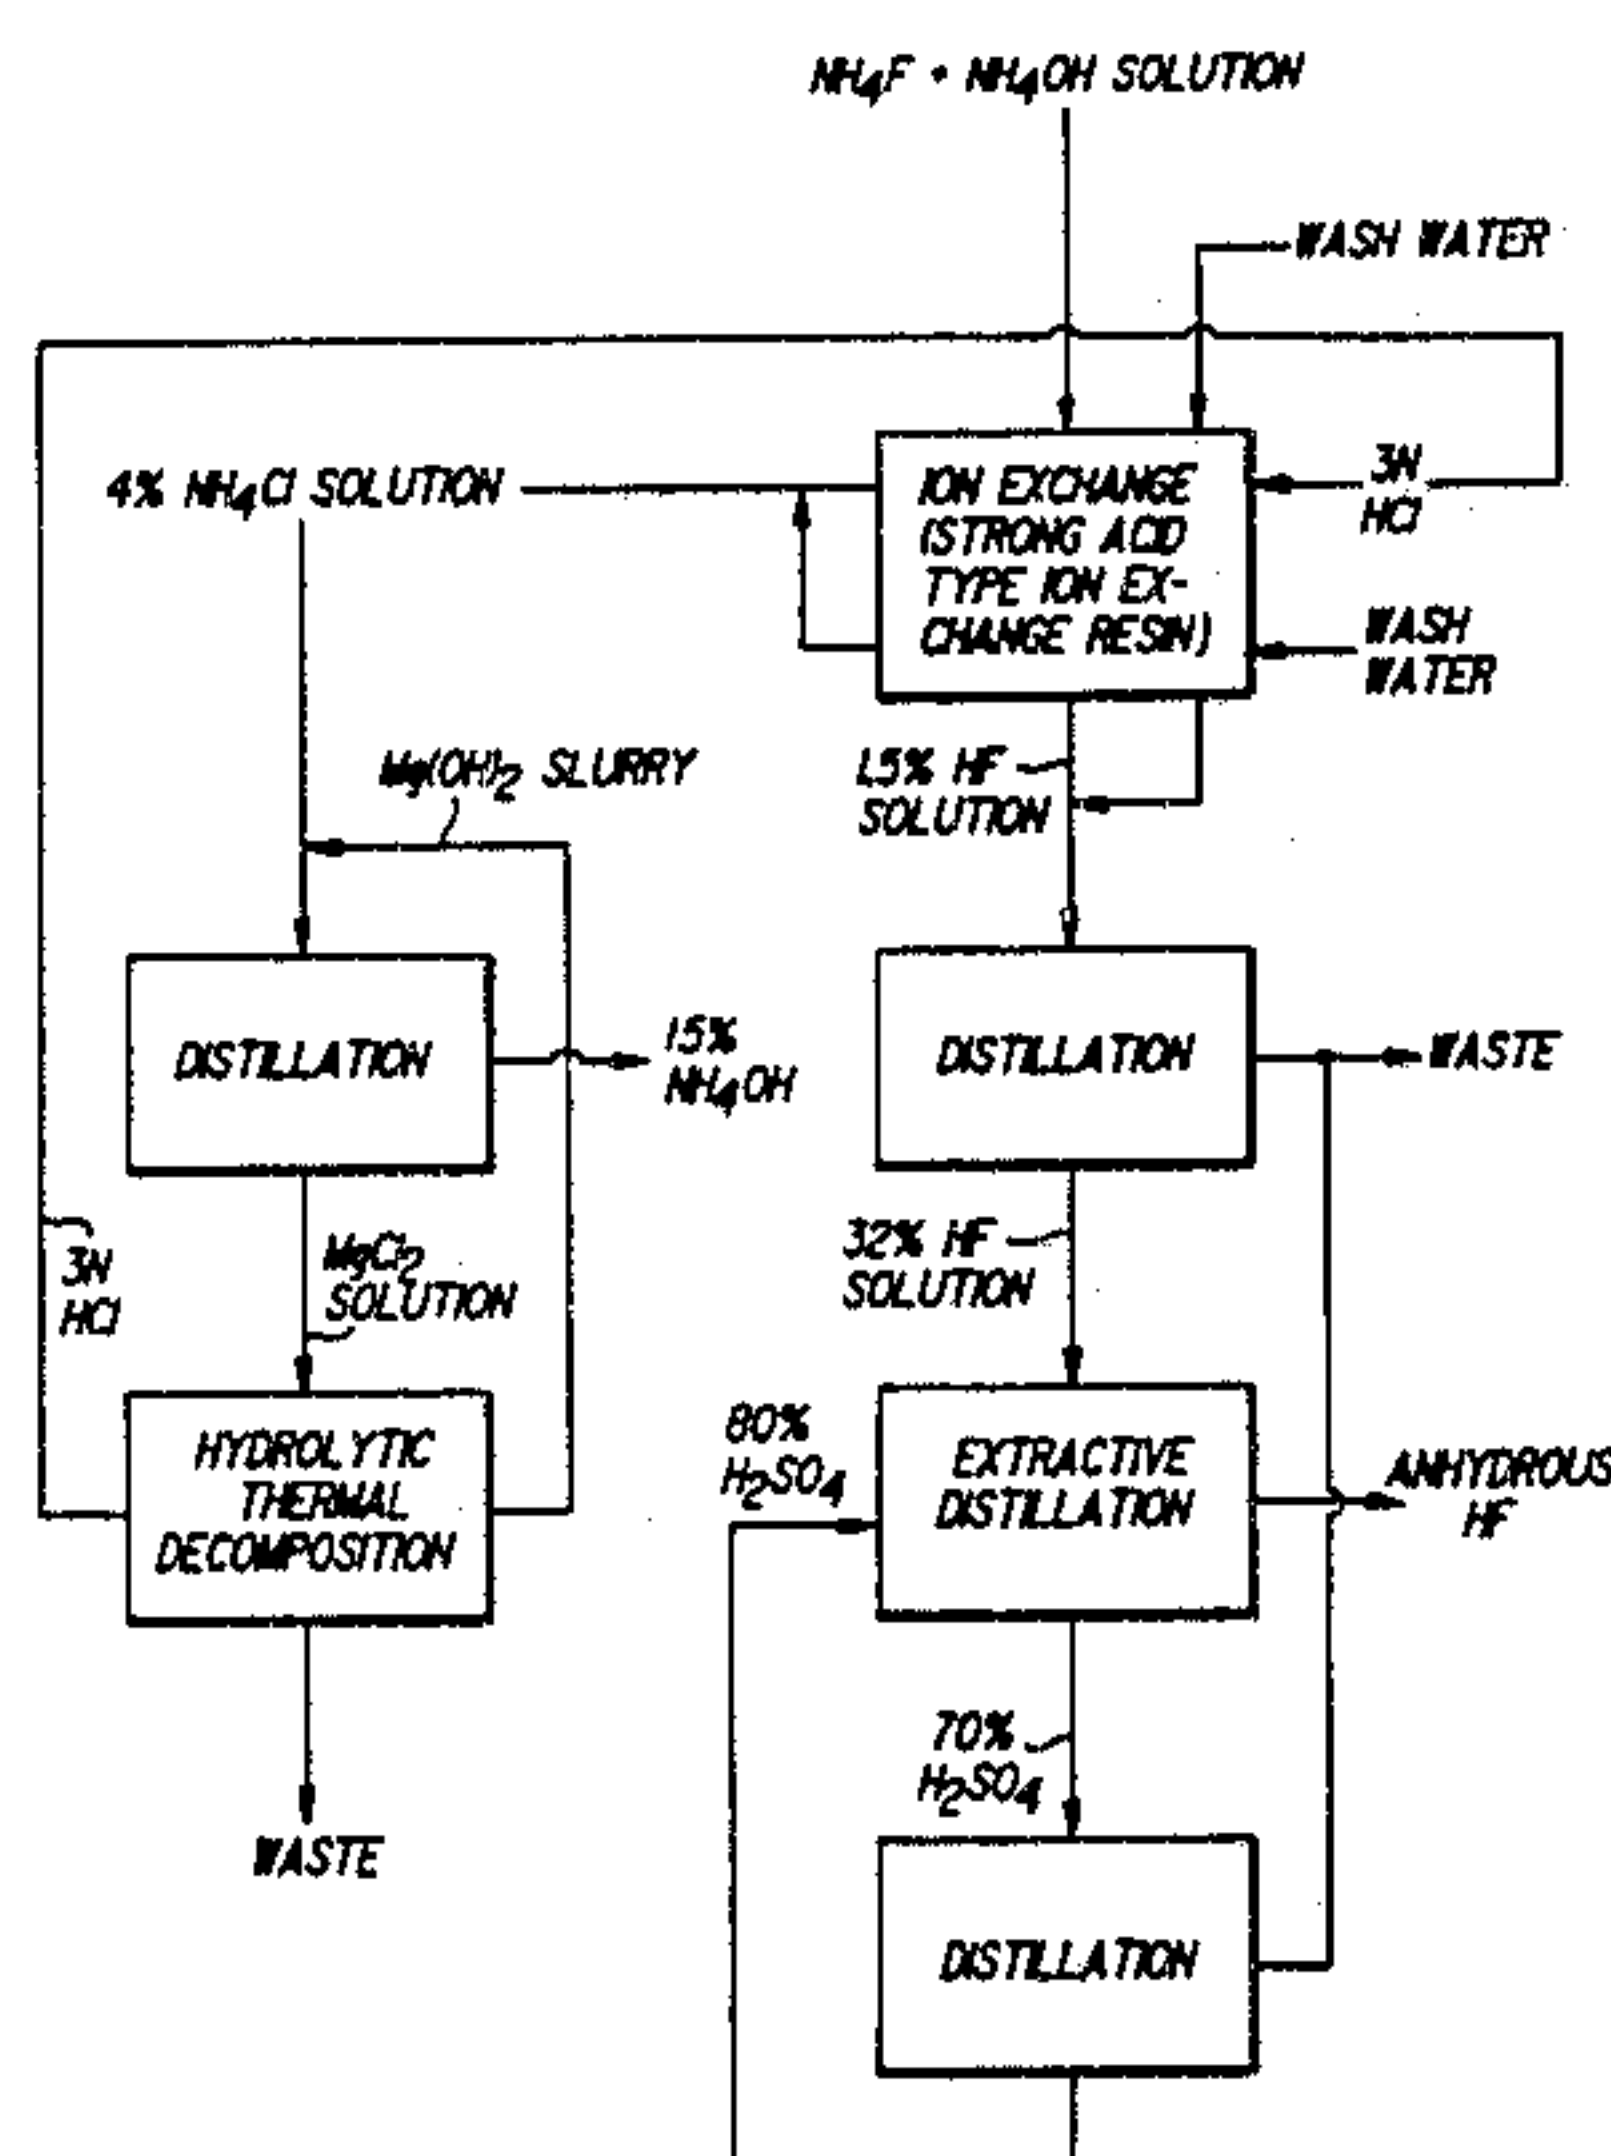 NH4F + NH4OH SOLUTION
WASH WATER
4% NH4Cl SOLUTION
ION EXCHANGE
(STRONG ACID
TYPE ION EX-
CHANGE RESIN)
3N
HCl
WASH
WATER
Mg(OH)2 SLURRY
1.5% HF
SOLUTION
DISTILLATION
15%
NH4OH
DISTILLATION
WASTE
3N
HCl
MgCl2
SOLUTION
32% HF
SOLUTION
HYDROLYTIC
THERMAL
DECOMPOSITION
80%
H2SO4
EXTRACTIVE
DISTILLATION
ANHYDROUS
HF
70%
H2SO4
WASTE
DISTILLATION